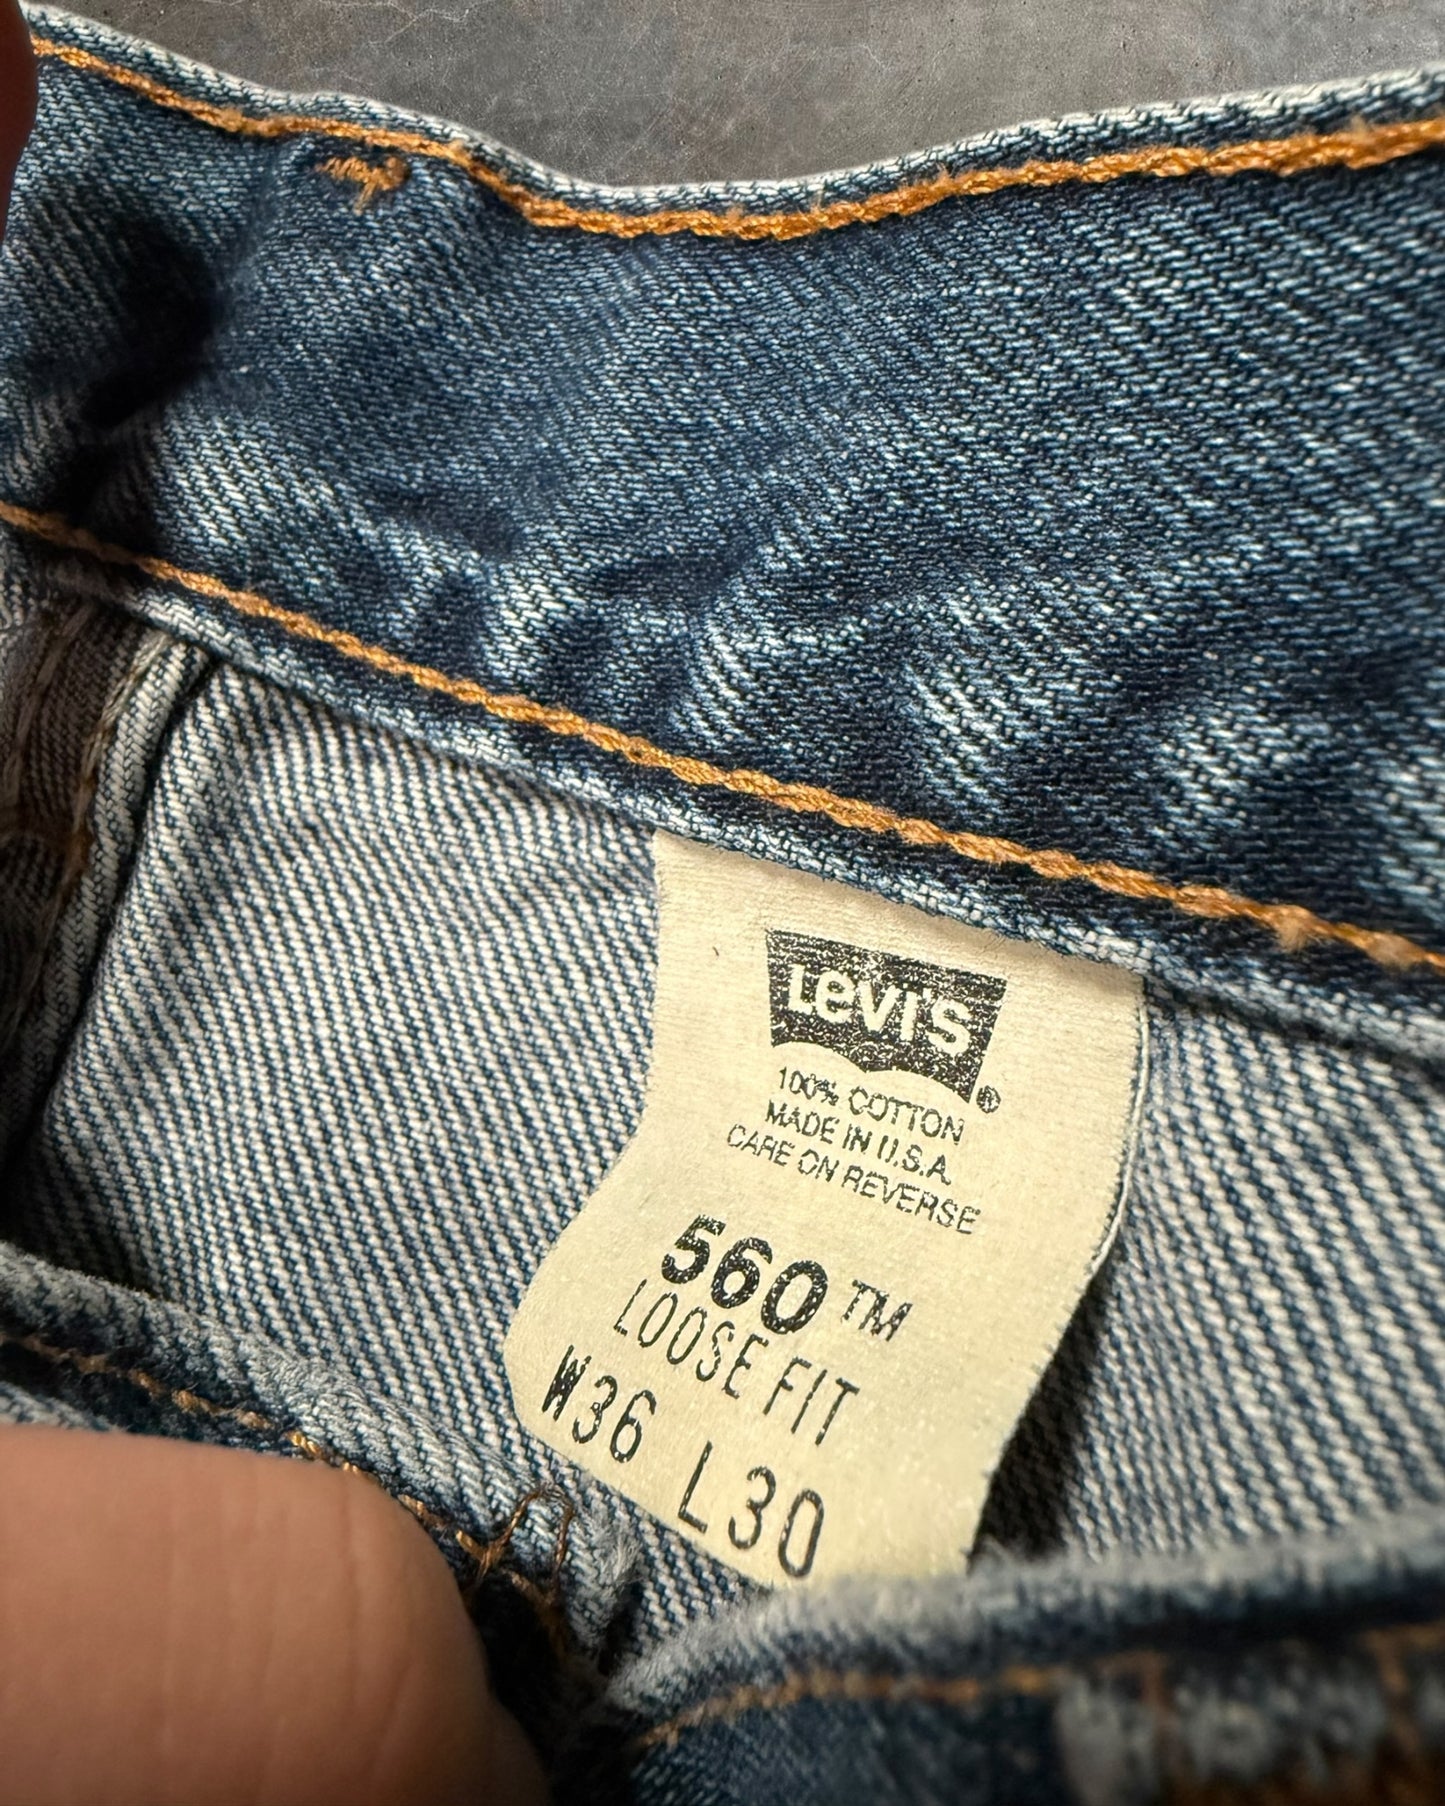 LEVI'S
®
100% COTTON
MADE IN U.S.A.
CARE ON REVERSE
560™
LOOSE FIT
W36 L30